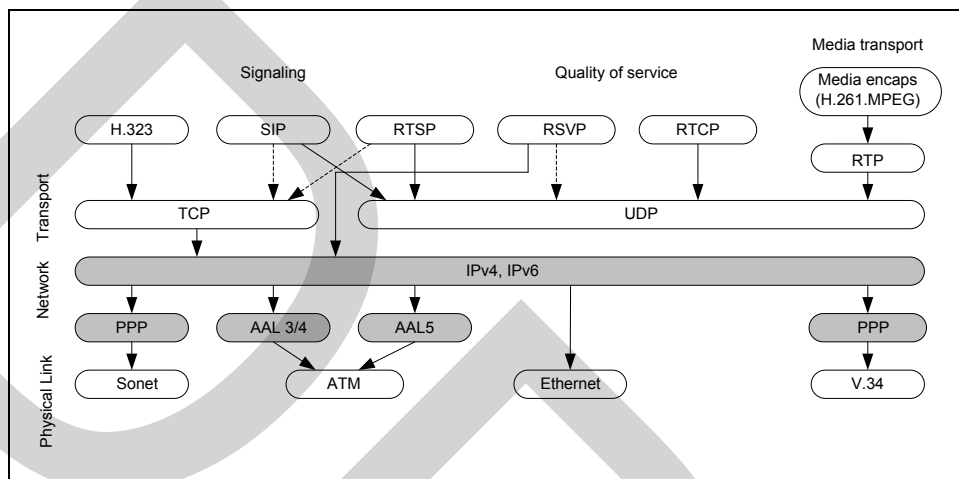 Media transport
Signaling
Quality of service
Media encaps
(H.261.MPEG)
H.323
SIP
RTSP
RSVP
RTCP
RTP
Transport
TCP
UDP
Network
IPv4, IPv6
PPP
AAL 3/4
AAL5
PPP
Physical Link
Sonet
ATM
Ethernet
V.34